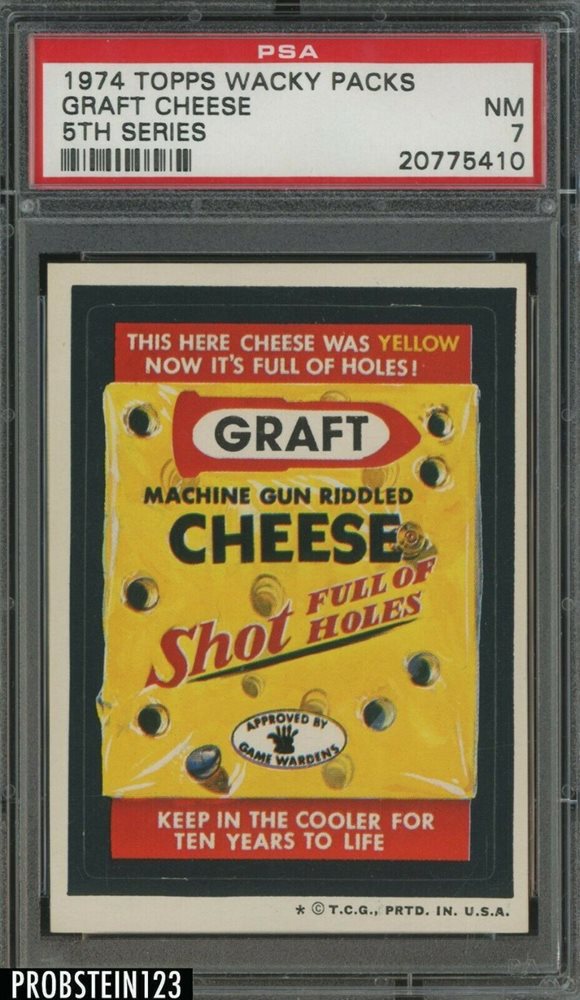 PSA
1974 TOPPS WACKY PACKS
GRAFT CHEESE NM
5TH SERIES 7
20775410
THIS HERE CHEESE WAS YELLOW
NOW IT'S FULL OF HOLES!
GRAFT
MACHINE GUN RIDDLED
CHEESE
Shot FULL OF
HOLES
APPROVED BY
GAME WARDENS
KEEP IN THE COOLER FOR
TEN YEARS TO LIFE
* © T.C.G., PRTD. IN. U.S.A.
PROBSTEIN123